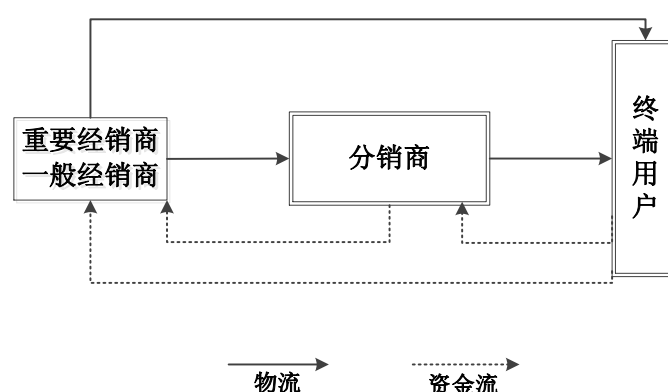 重要经销商
一般经销商
分销商
终端用户
物流
资金流